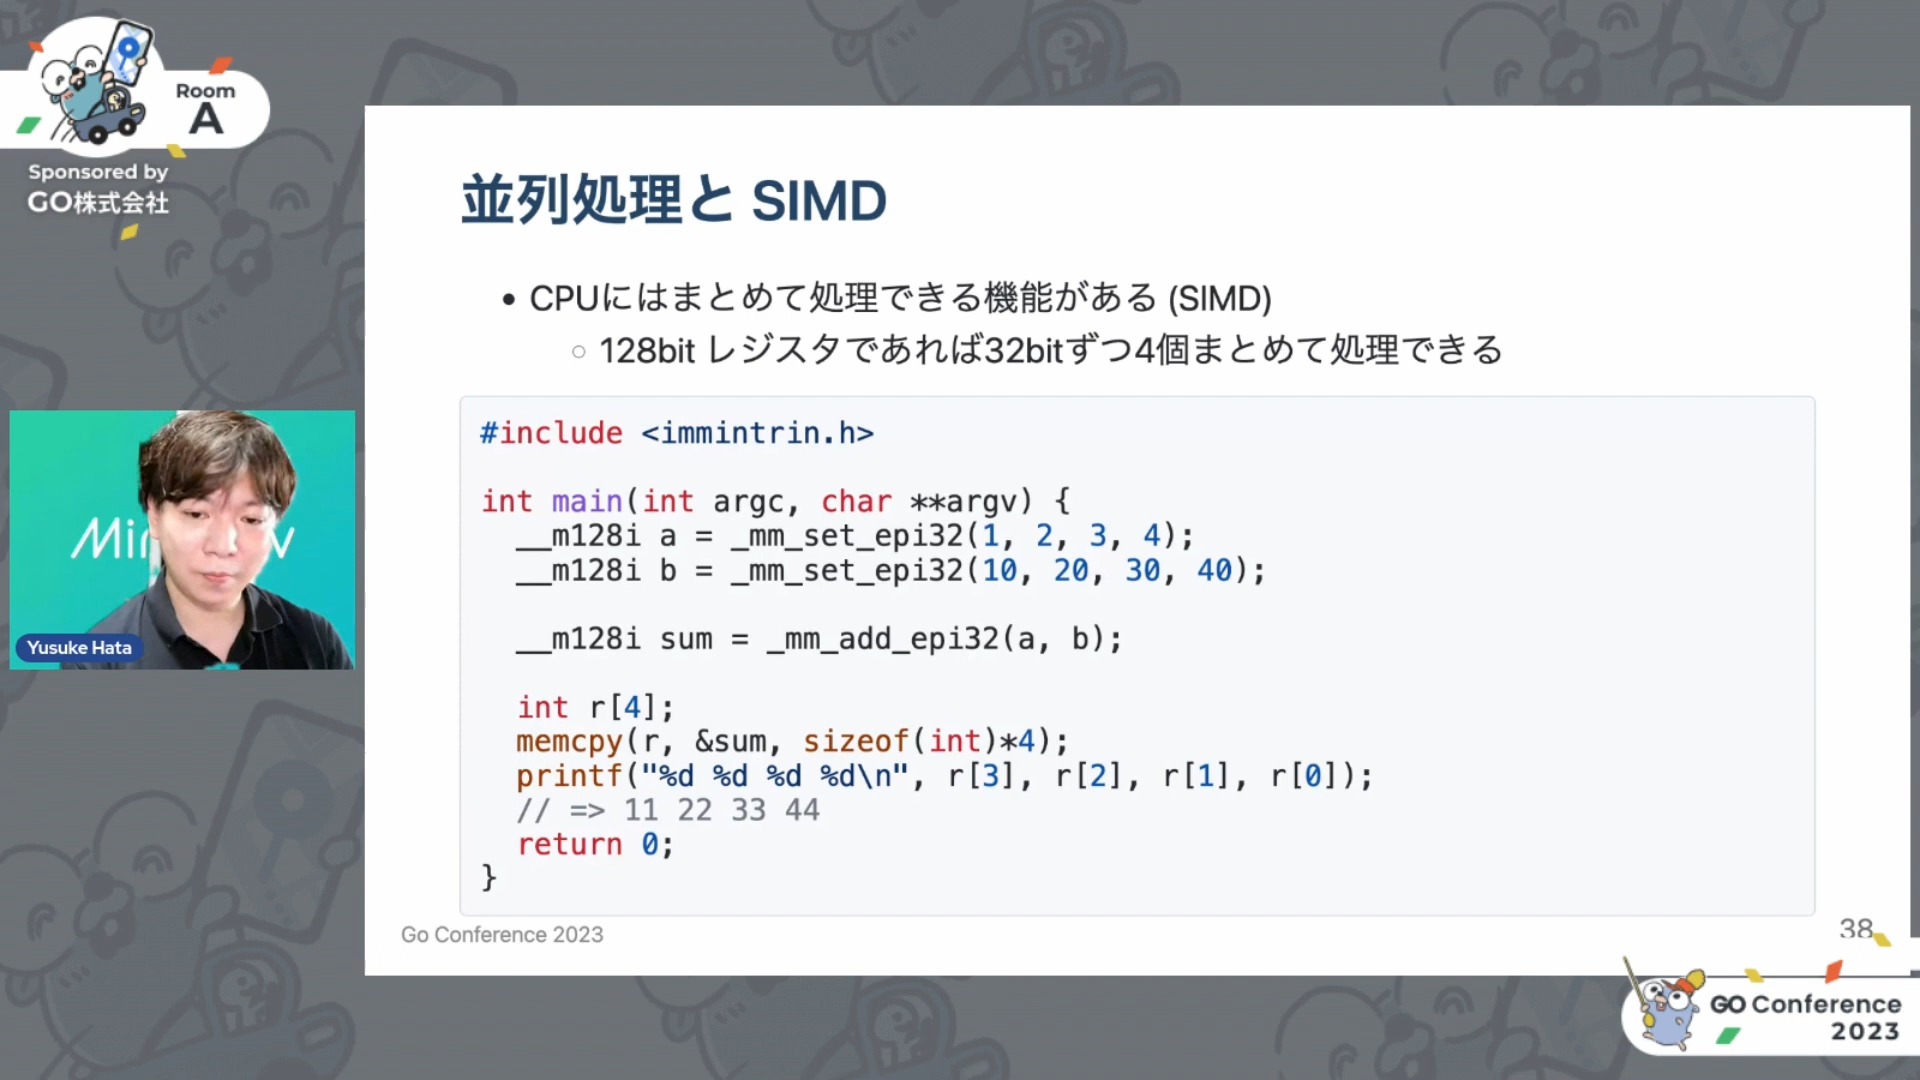 Room
A
Sponsored by
GO株式会社
並列処理と SIMD
• CPUにはまとめて処理できる機能がある (SIMD)
○ 128bit レジスタであれば32bitずつ4個まとめて処理できる
#include <immintrin.h>
int main(int argc, char **argv) {
__m128i a = _mm_set_epi32(1, 2, 3, 4);
__m128i b = _mm_set_epi32(10, 20, 30, 40);
__m128i sum = _mm_add_epi32(a, b);
int r[4];
memcpy(r, &sum, sizeof(int)*4);
printf("%d %d %d %d\n", r[3], r[2], r[1], r[0]);
// => 11 22 33 44
return 0;
}
Yusuke Hata
Go Conference 2023
38
GO Conference
2023